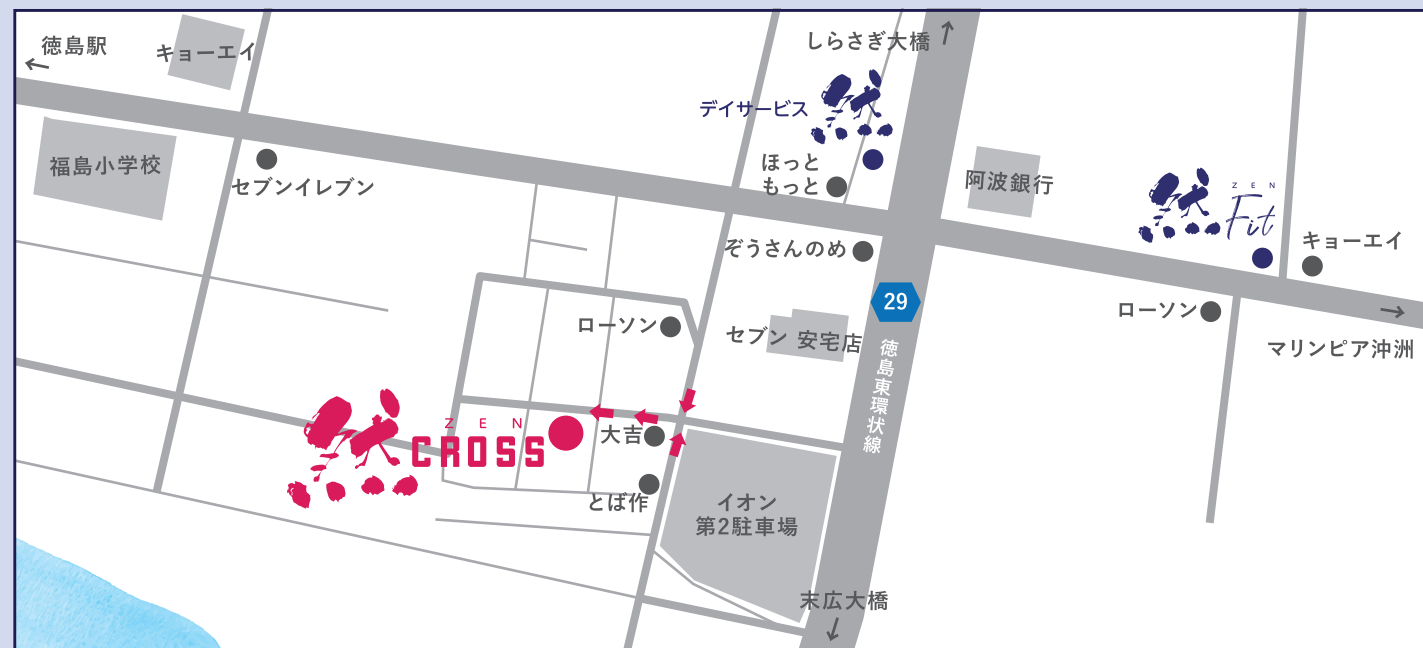 徳島駅
←
キョーエイ
しらさぎ大橋
↑
デイサービス
然
福島小学校
セブンイレブン
ほっと
もっと
阿波銀行
然
ZEN
Fit
ぞうさんのめ
キョーエイ
29
ローソン
ローソン
→
セブン 安宅店
徳島東環状線
マリンピア沖洲
然
ZEN
CROSS
大吉
とば作
イオン
第2駐車場
末広大橋
↓